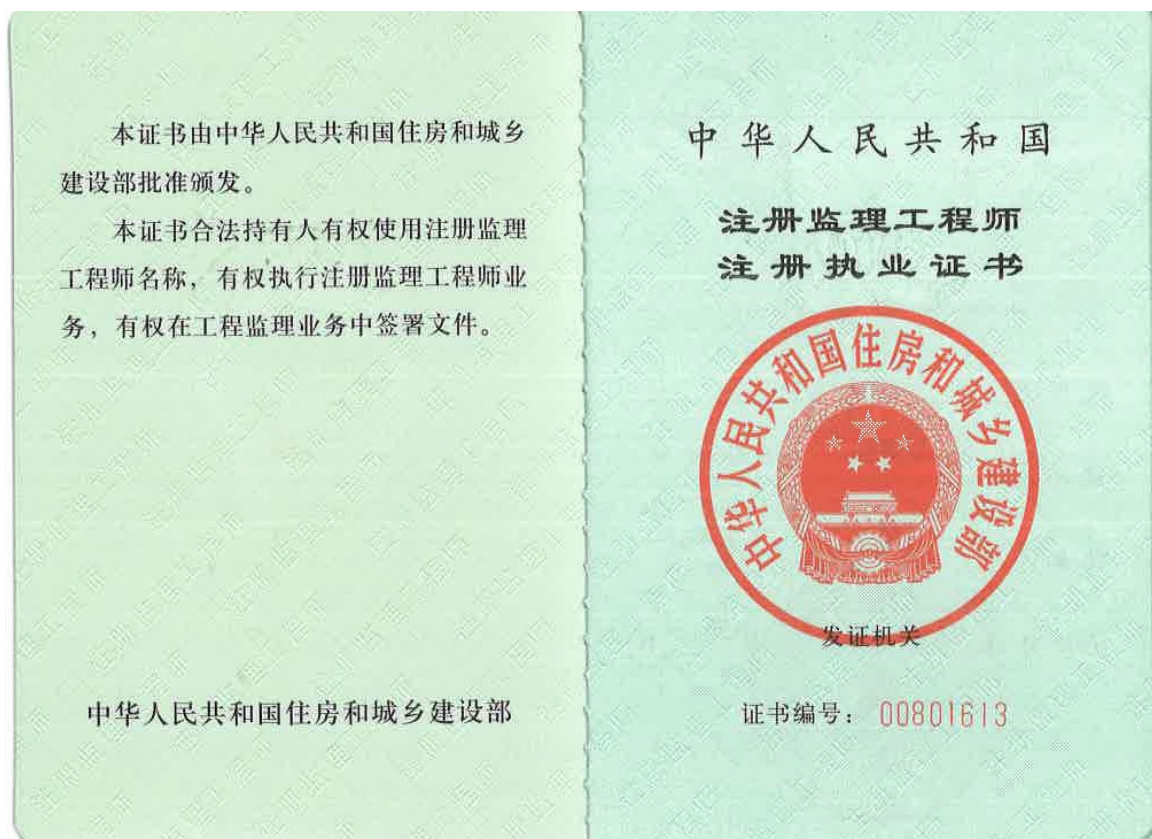 本证书由中华人民共和国住房和城乡
建设部批准颁发。
本证书合法持有人有权使用注册监理
工程师名称，有权执行注册监理工程师业
务，有权在工程监理业务中签署文件。
中华人民共和国住房和城乡建设部
中华人民共和国
注册监理工程师
注册执业证书
中华人民共和国住房和城乡建设部
发证机关
证书编号：00801613